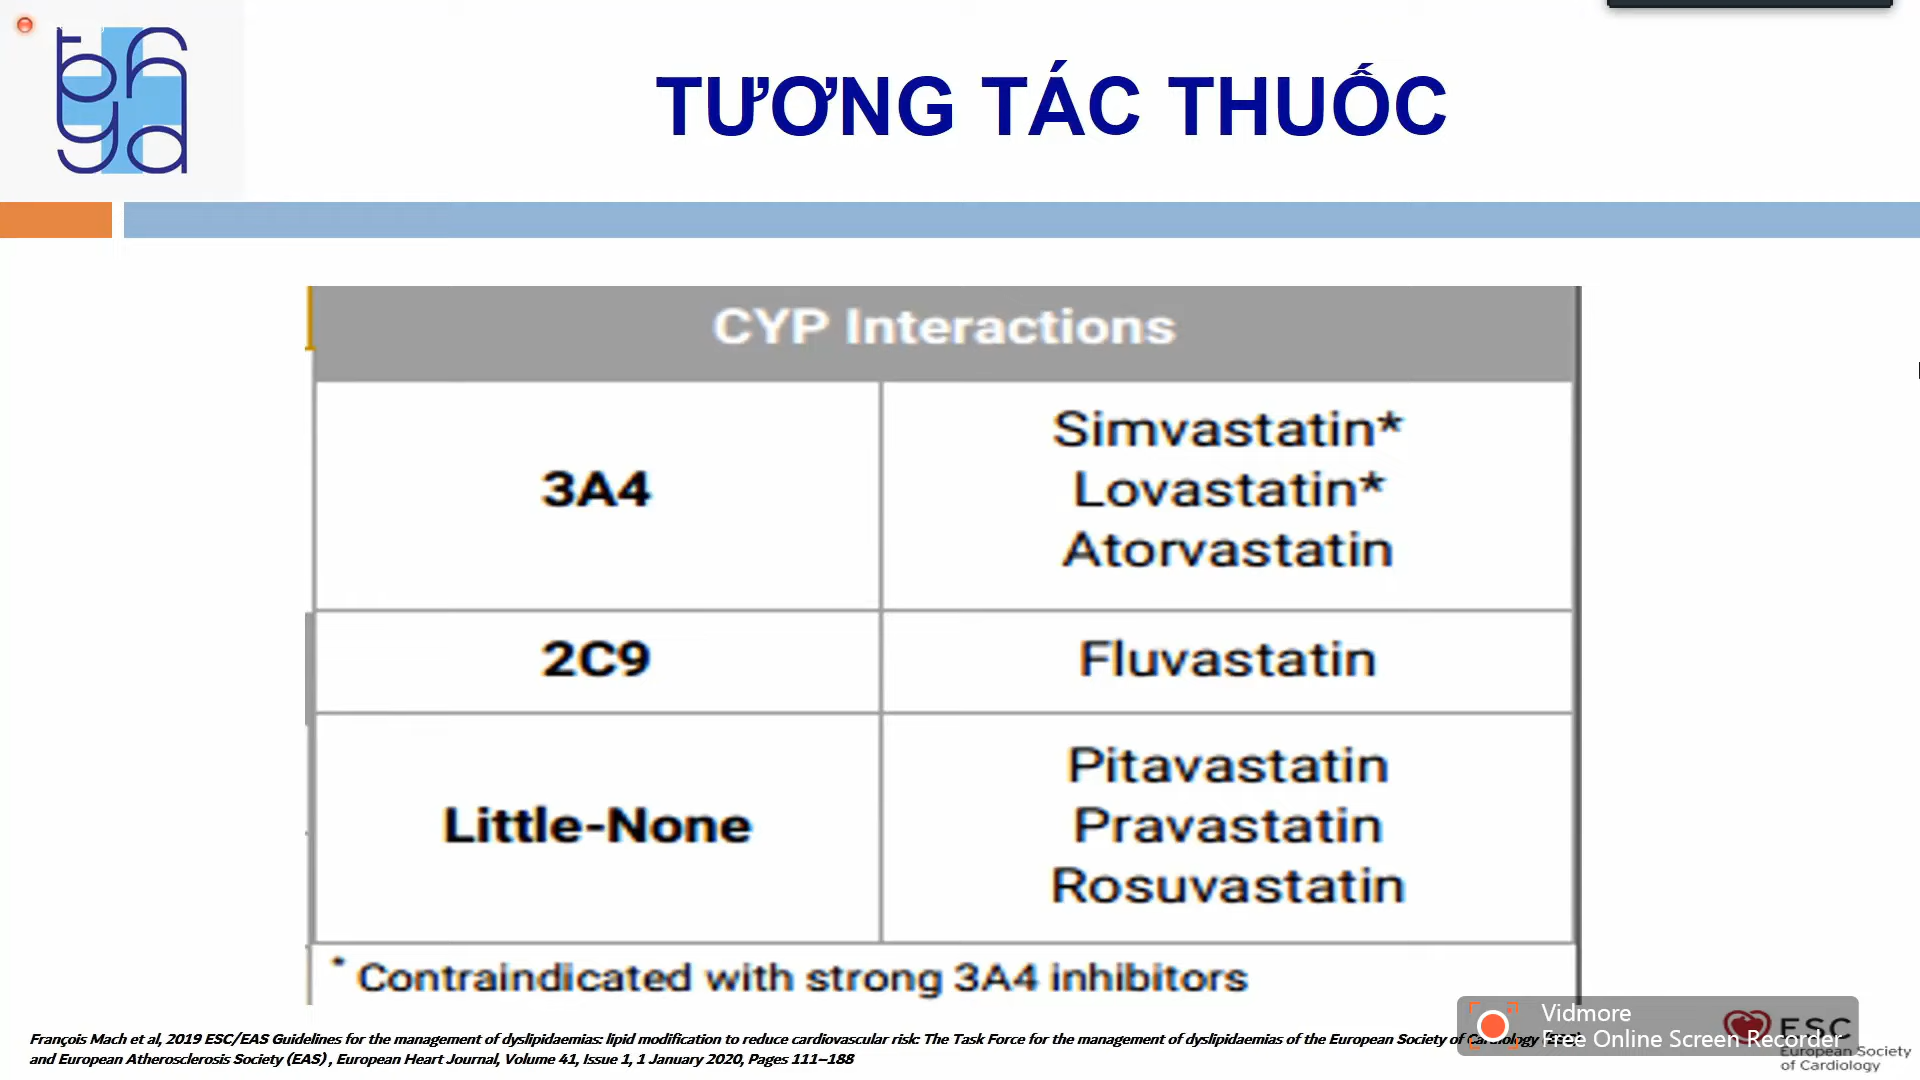 TƯƠNG TÁC THUỐC
CYP Interactions
3A4
Simvastatin*
Lovastatin*
Atorvastatin
2C9
Fluvastatin
Little-None
Pitavastatin
Pravastatin
Rosuvastatin
* Contraindicated with strong 3A4 inhibitors
François Mach et al, 2019 ESC/EAS Guidelines for the management of dyslipidaemias: lipid modification to reduce cardiovascular risk: The Task Force for the management of dyslipidaemias of the European Society of Cardiology
and European Atherosclerosis Society (EAS) , European Heart Journal, Volume 41, Issue 1, 1 January 2020, Pages 111–188
Vidmore
Free Online Screen Recorder
ESC
European Society
of Cardiology